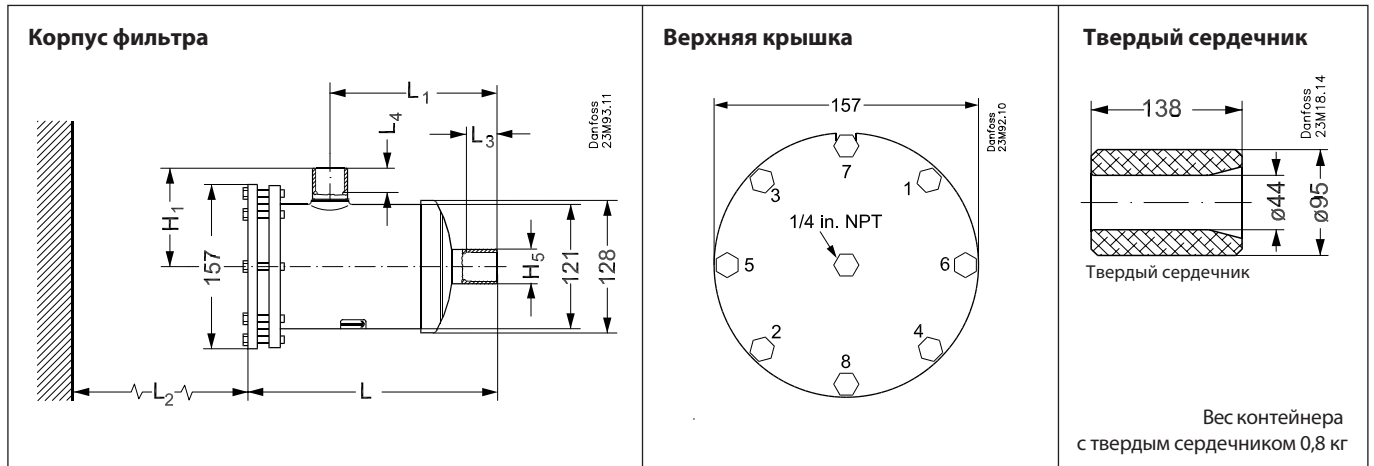 Корпус фильтра
L1
L4
L3
Danfoss
23M93.11
H1
157
H5
121
128
L2
L
Верхняя крышка
157
Danfoss
23M92.10
7
3
1
1/4 in. NPT
5
6
2
4
8
Твердый сердечник
138
Danfoss
23M18.14
ø44
ø95
Твердый сердечник
Вес контейнера
с твердым сердечником 0,8 кг